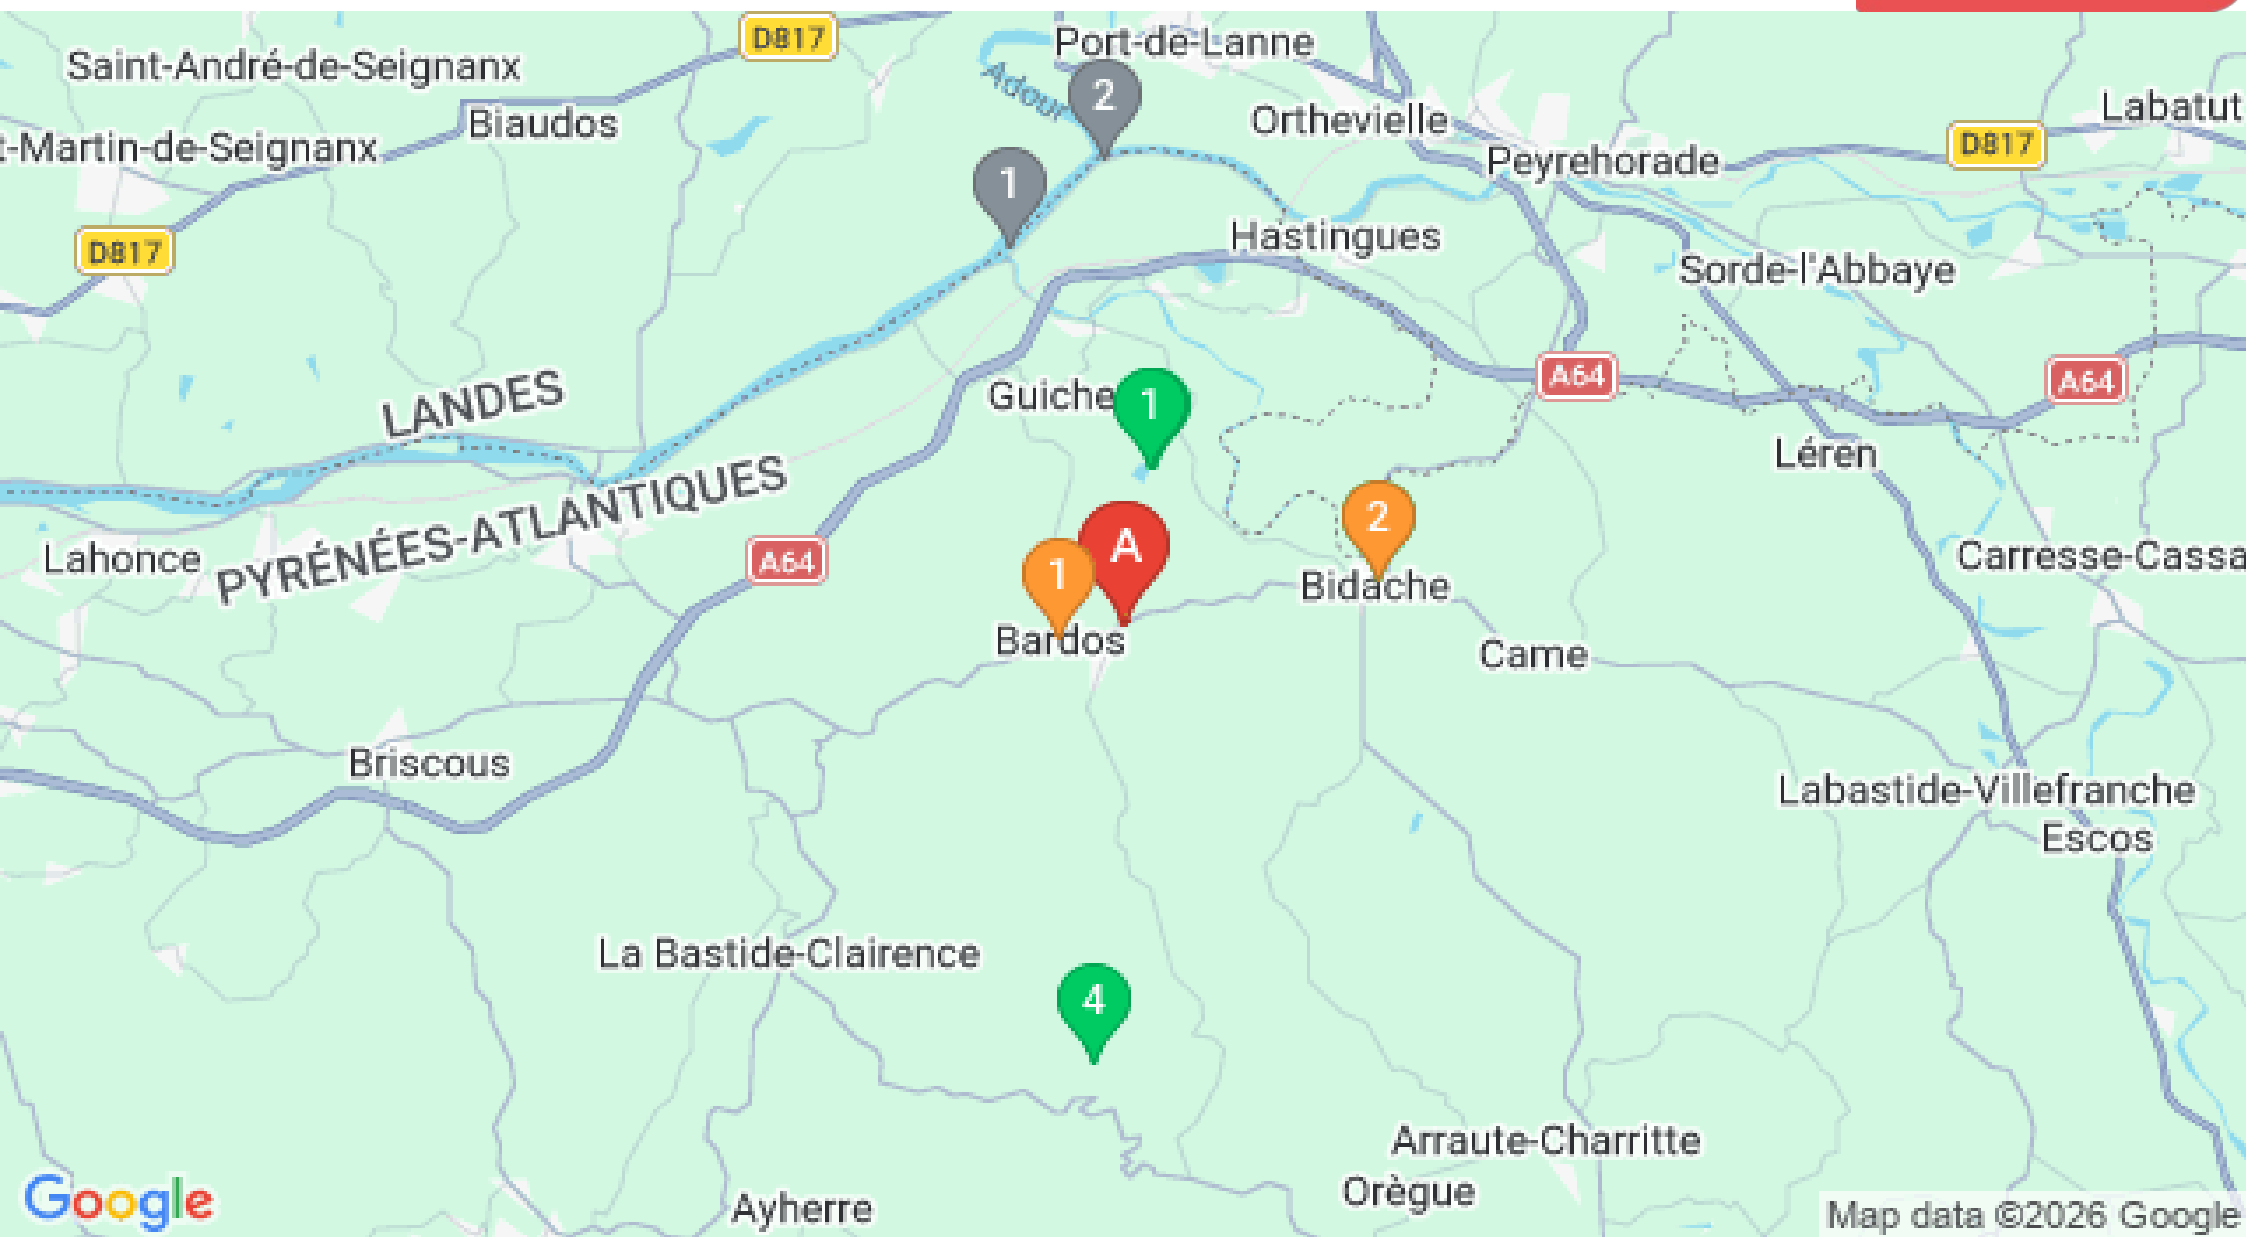 D817
Port-de-Lanne
Saint-André-de-Seignanx
Adour
2
Labatut
Biaudos
Orthevielle
t-Martin-de-Seignanx
D817
Peyrehorade
1
D817
Hastingues
Sorde-l'Abbaye
A64
A64
LANDES
Guiche
1
Léren
PYRÉNÉES-ATLANTIQUES
2
Lahonce
A64
1
A
Carresse-Cassa
Bidache
Bardos
Came
Briscous
Labastide-Villefranche
Escos
La Bastide-Clairence
4
Arraute-Charritte
Orègue
Google
Ayherre
Map data ©2026 Google